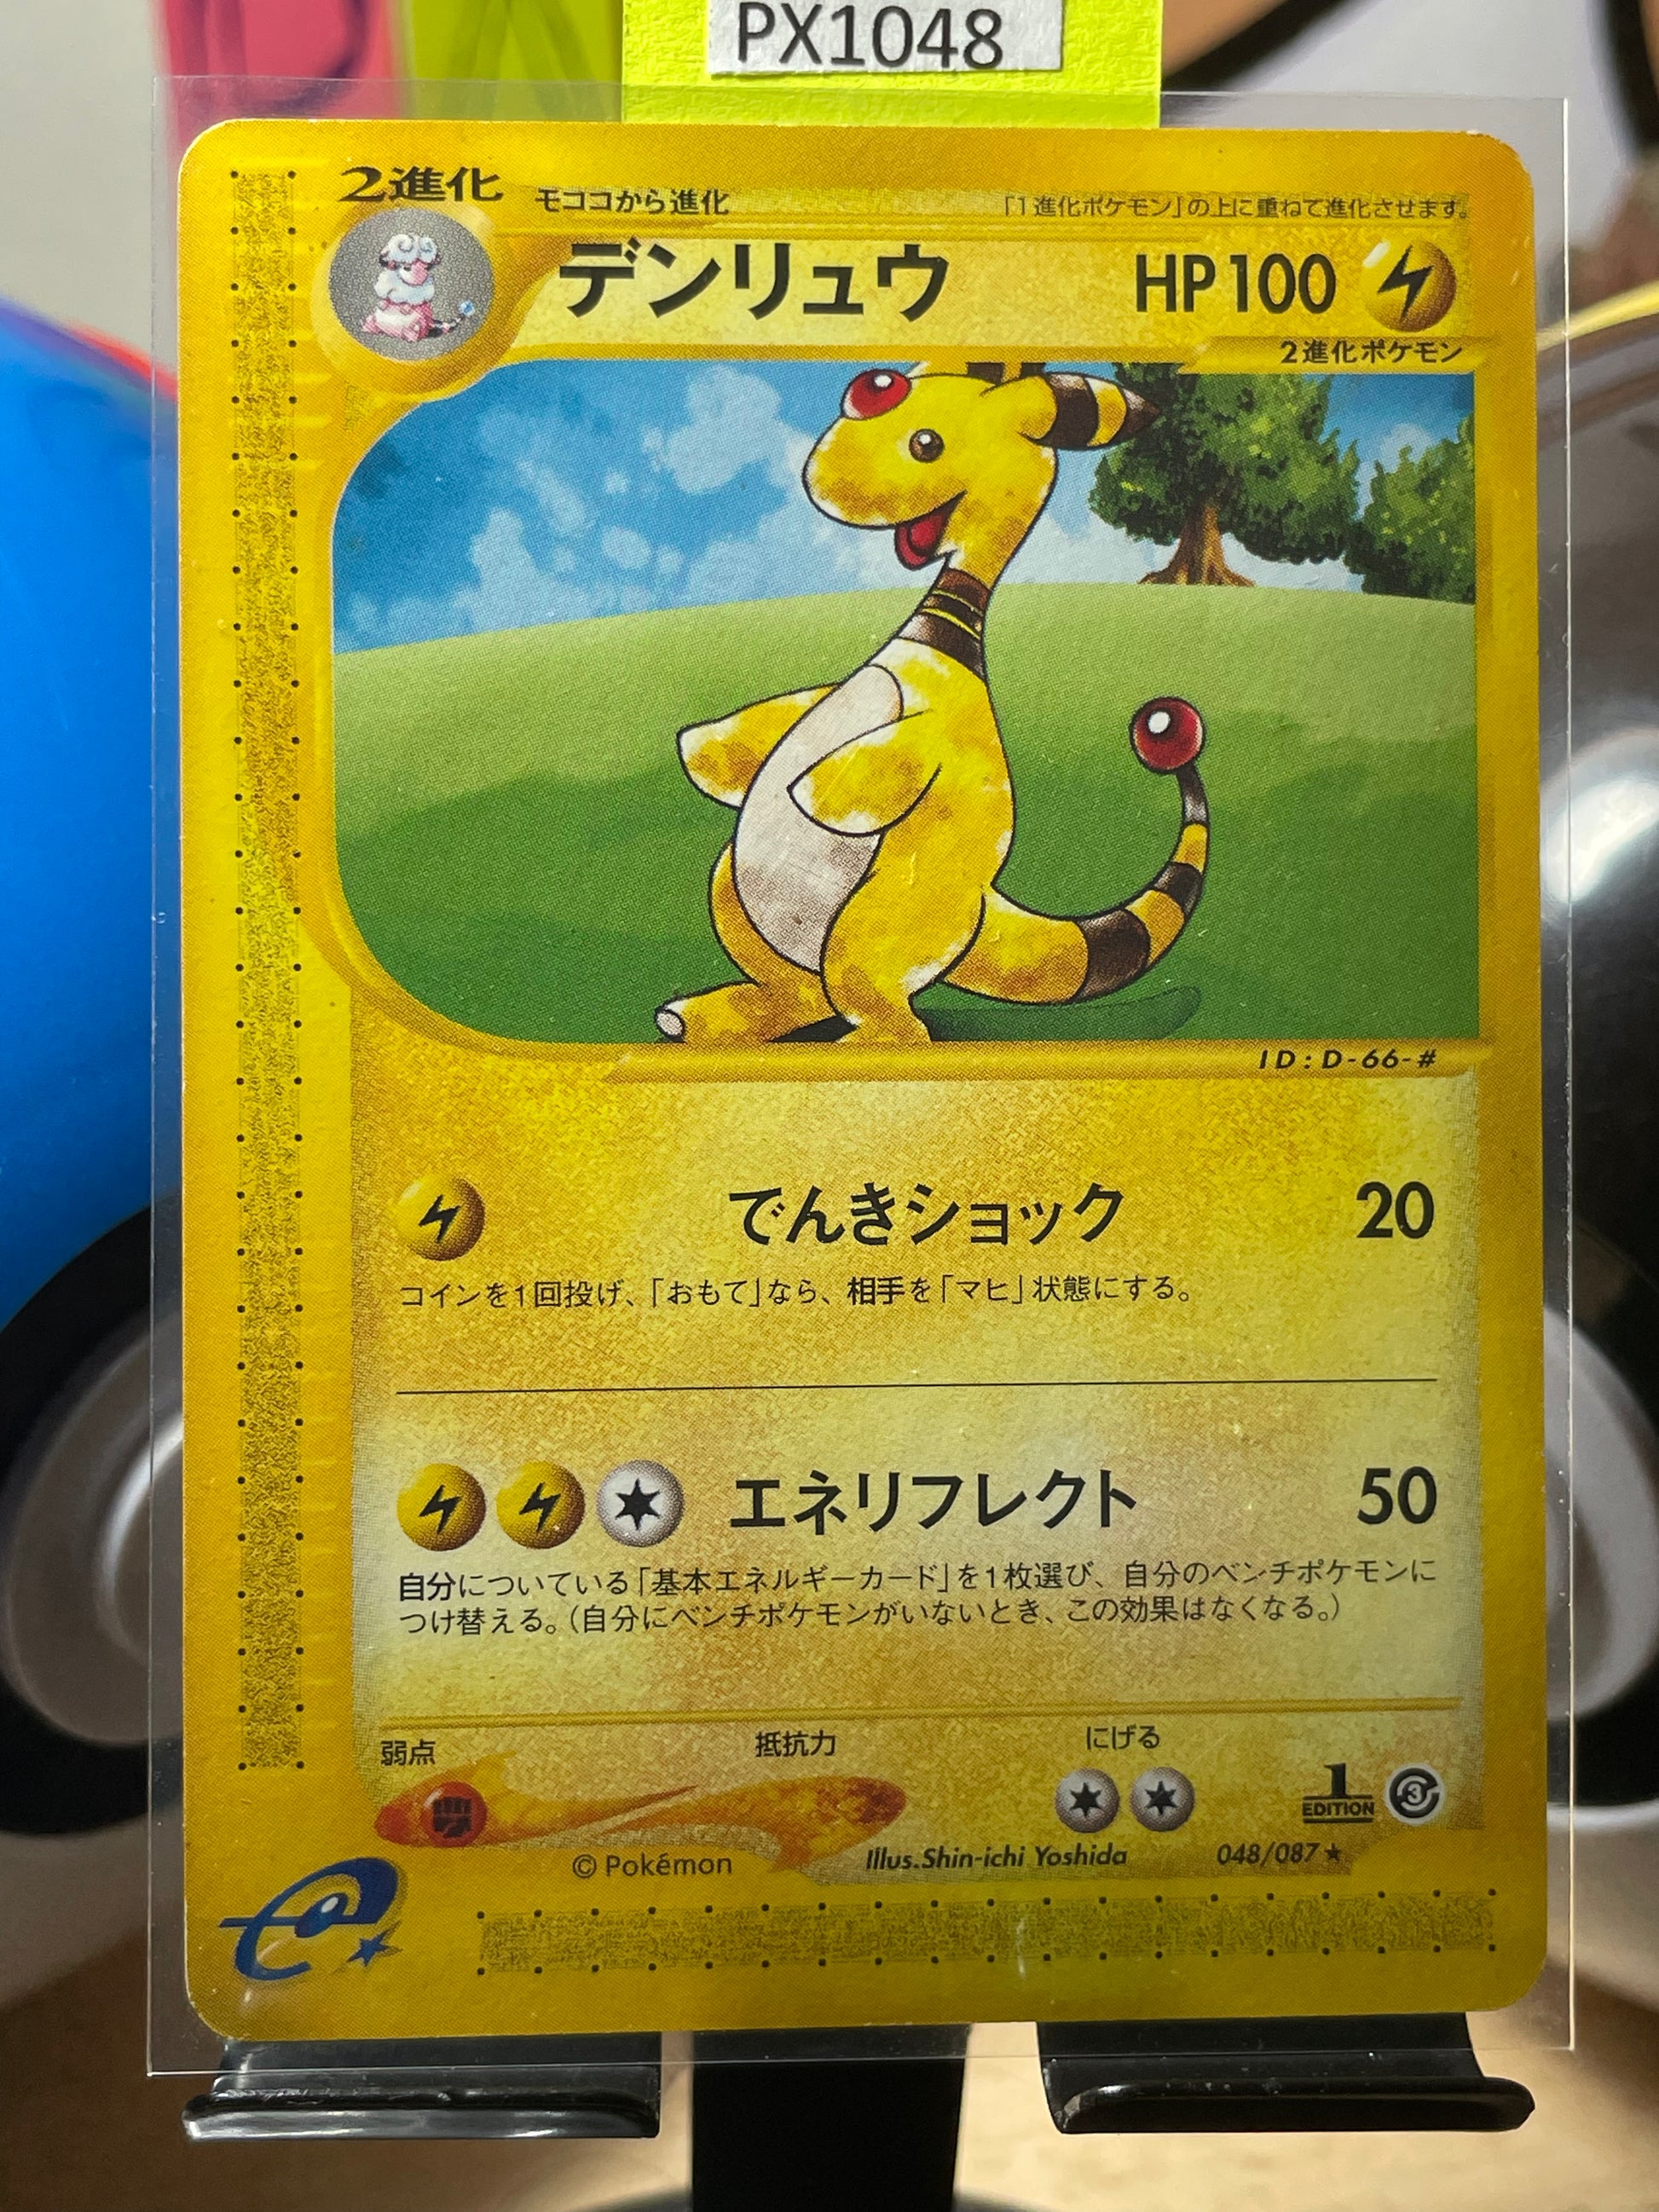 PX1048
2進化 モココから進化 「1進化ポケモン」の上に重ねて進化させます。
デンリュウ HP100
2進化ポケモン
ID:D-66-#
でんきショック 20
コインを1回投げ、「おもて」なら、相手を「マヒ」状態にする。
エネリフレクト 50
自分についている「基本エネルギーカード」を1枚選び、自分のベンチポケモンに
つけ替える。(自分にベンチポケモンがいないとき、この効果はなくなる。)
弱点 抵抗力 にげる
1 EDITION 3
© Pokémon Illus.Shin-ichi Yoshida 048/087★
e